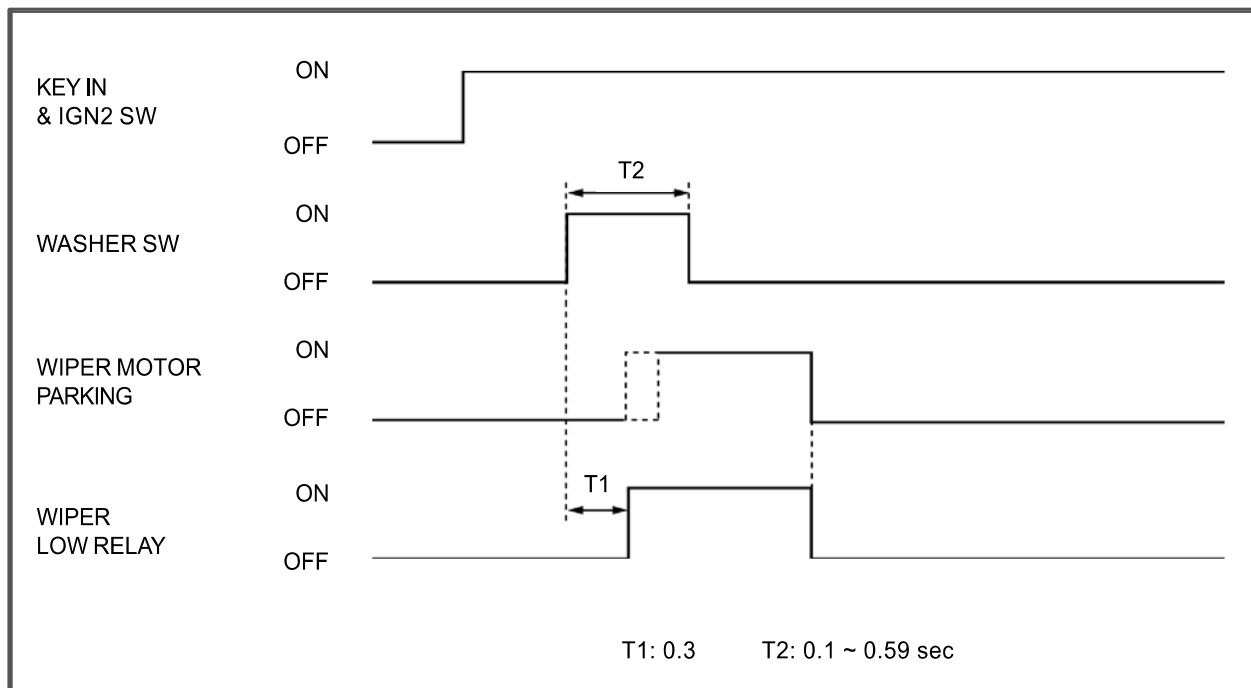 KEY IN
& IGN2 SW
ON
OFF
T2
WASHER SW
ON
OFF
WIPER MOTOR
PARKING
ON
OFF
T1
WIPER
LOW RELAY
ON
OFF
T1: 0.3 T2: 0.1 ~ 0.59 sec